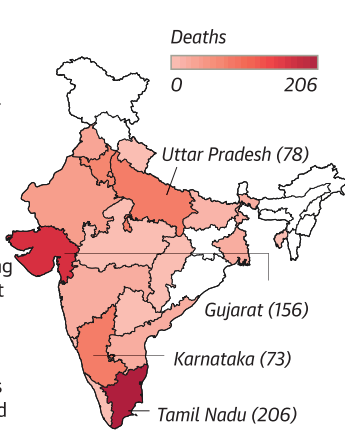 Deaths
0 206
Uttar Pradesh (78)
Gujarat (156)
Karnataka (73)
Tamil Nadu (206)